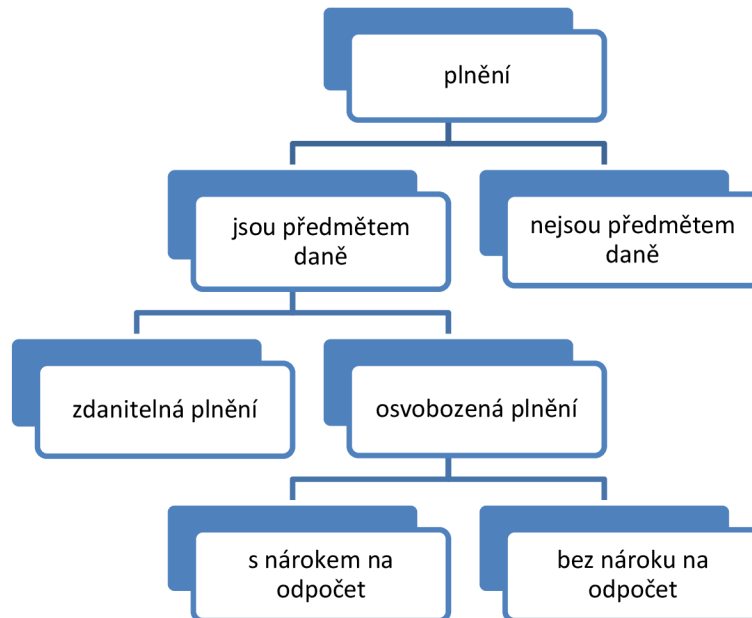 plnění
jsou předmětem
daně
nejsou předmětem
daně
zdanitelná plnění
osvobozená plnění
s nárokem na
odpočet
bez nároku na
odpočet